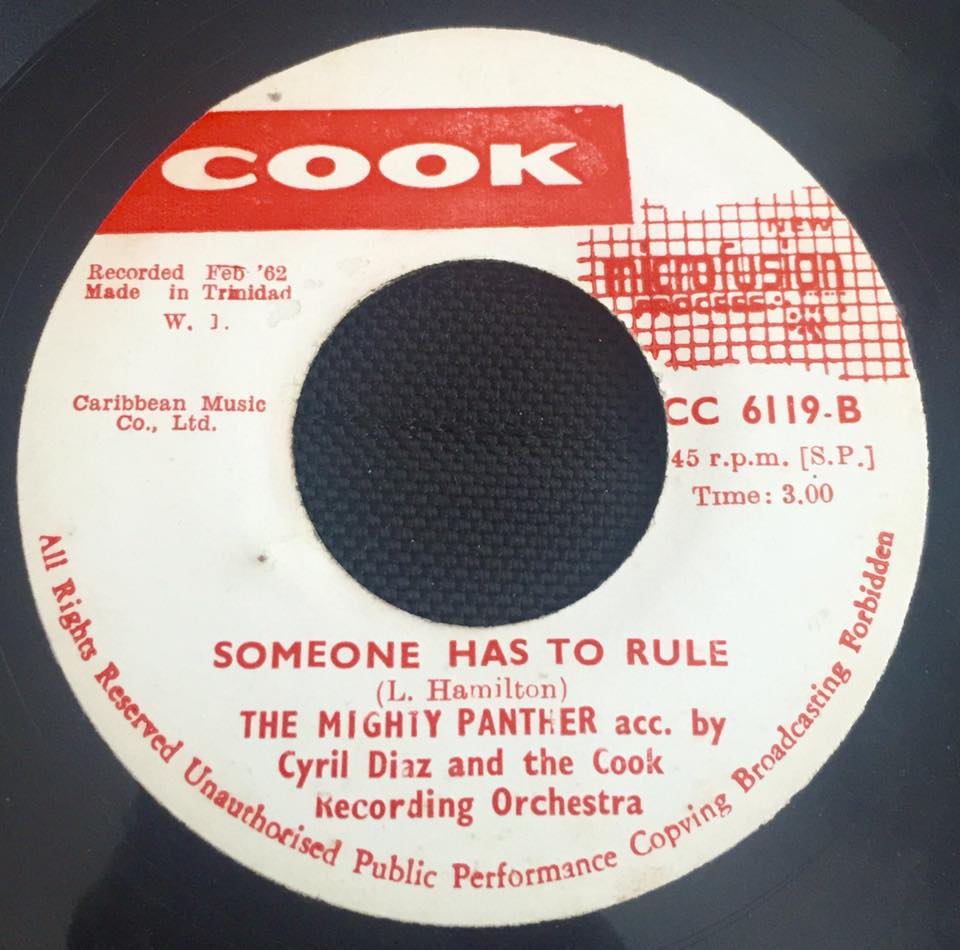 COOK
NEW
microfusion
PROCESS
Recorded Feb '62
Made in Trinidad
W. I.
Caribbean Music
Co., Ltd.
CC 6119-B
45 r.p.m. [S.P.]
Time: 3.00
SOMEONE HAS TO RULE
(L. Hamilton)
THE MIGHTY PANTHER acc. by
Cyril Diaz and the Cook
Recording Orchestra
All Rights Reserved Unauthorised Public Performance Copying Broadcasting Forbidden